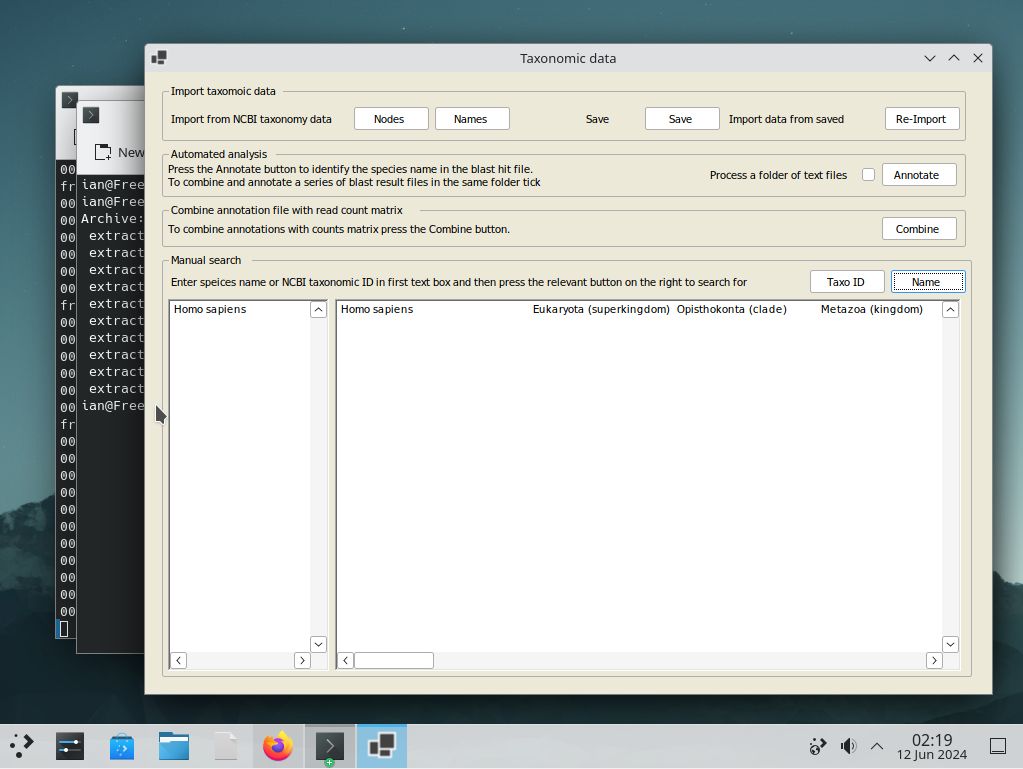 Taxonomic data
Import taxomoic data
Import from NCBI taxonomy data
Nodes
Names
Save
Save
Import data from saved
Re-Import
Automated analysis
Press the Annotate button to identify the species name in the blast hit file.
To combine and annotate a series of blast result files in the same folder tick
Process a folder of text files
Annotate
Combine annotation file with read count matrix
To combine annotations with counts matrix press the Combine button.
Combine
Manual search
Enter speices name or NCBI taxonomic ID in first text box and then press the relevant button on the right to search for
Taxo ID
Name
Homo sapiens
Homo sapiens Eukaryota (superkingdom) Opisthokonta (clade) Metazoa (kingdom)
New
ian@Free
ian@Free
Archive:
extract
extract
extract
extract
extract
extract
extract
extract
extract
extract
ian@Free
00
fr
00
00
00
00
00
00
fr
00
00
00
00
00
00
fr
00
00
00
00
00
00
00
00
00
00
00
02:19
12 Jun 2024